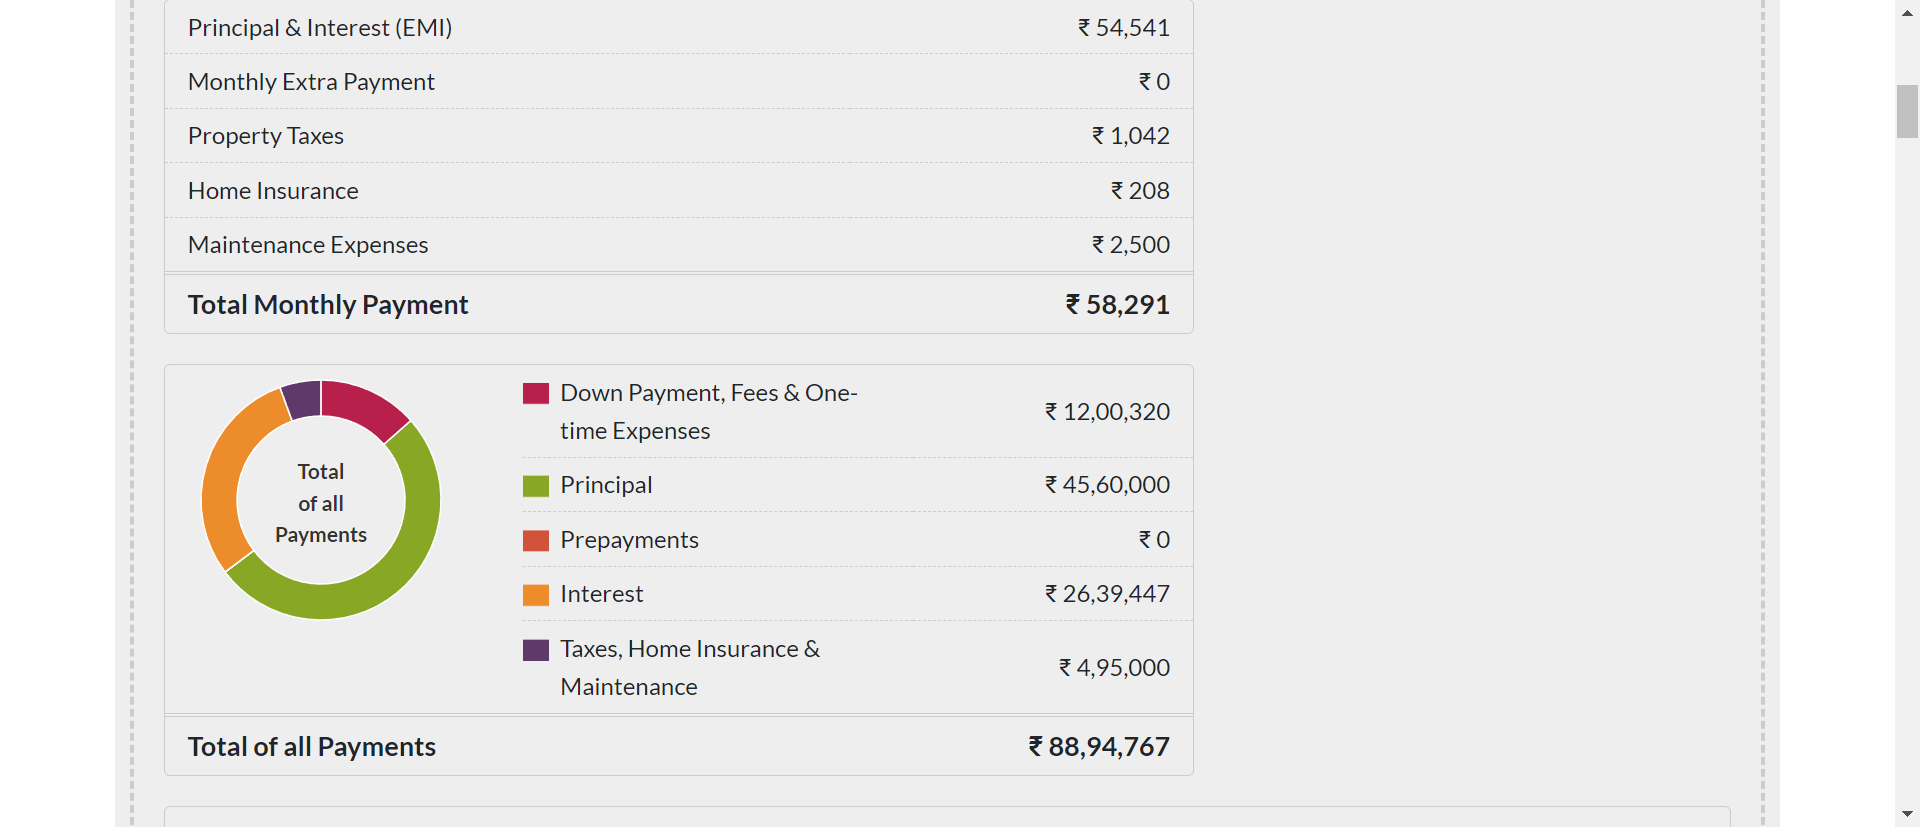 Principal & Interest (EMI) ₹ 54,541
Monthly Extra Payment ₹ 0
Property Taxes ₹ 1,042
Home Insurance ₹ 208
Maintenance Expenses ₹ 2,500
Total Monthly Payment ₹ 58,291
Total
of all
Payments
Down Payment, Fees & One-
time Expenses ₹ 12,00,320
Principal ₹ 45,60,000
Prepayments ₹ 0
Interest ₹ 26,39,447
Taxes, Home Insurance &
Maintenance ₹ 4,95,000
Total of all Payments ₹ 88,94,767